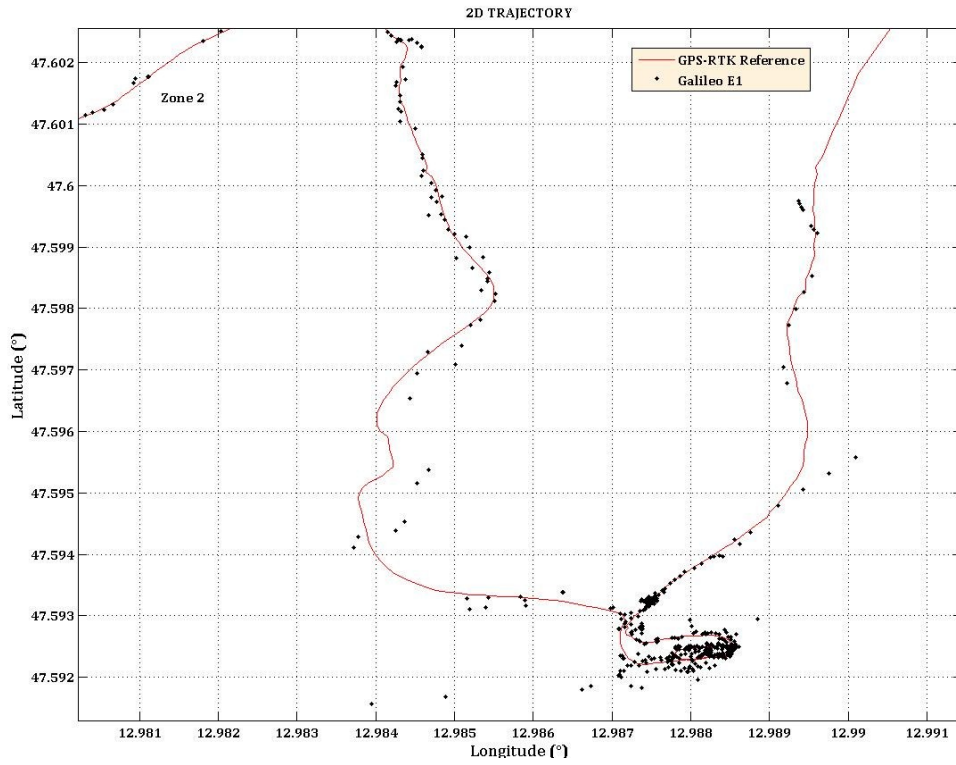 2D TRAJECTORY
GPS-RTK Reference
Galileo E1
Zone 2
47.602
47.601
47.6
47.599
47.598
47.597
47.596
47.595
47.594
47.593
47.592
Latitude (°)
12.981 12.982 12.983 12.984 12.985 12.986 12.987 12.988 12.989 12.99 12.991
Longitude (°)